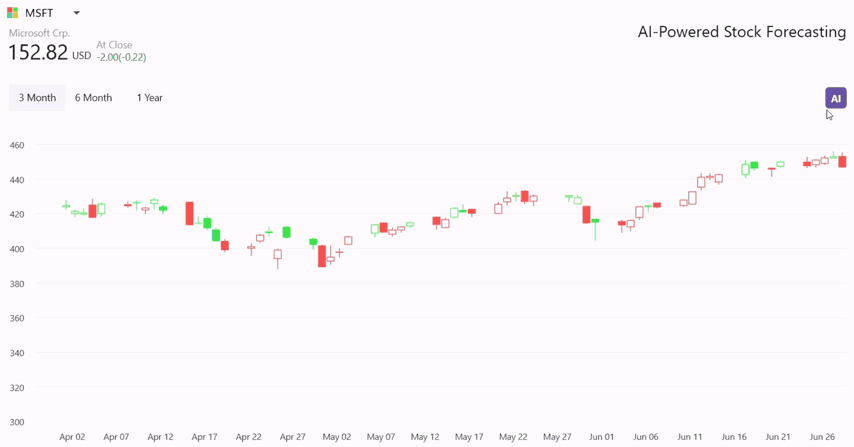 MSFT
Microsoft Crp.
152.82 USD
At Close
-2.00(-0.22)
AI-Powered Stock Forecasting
3 Month 6 Month 1 Year
AI
460
440
420
400
380
360
340
320
300
Apr 02 Apr 07 Apr 12 Apr 17 Apr 22 Apr 27 May 02 May 07 May 12 May 17 May 22 May 27 Jun 01 Jun 06 Jun 11 Jun 16 Jun 21 Jun 26